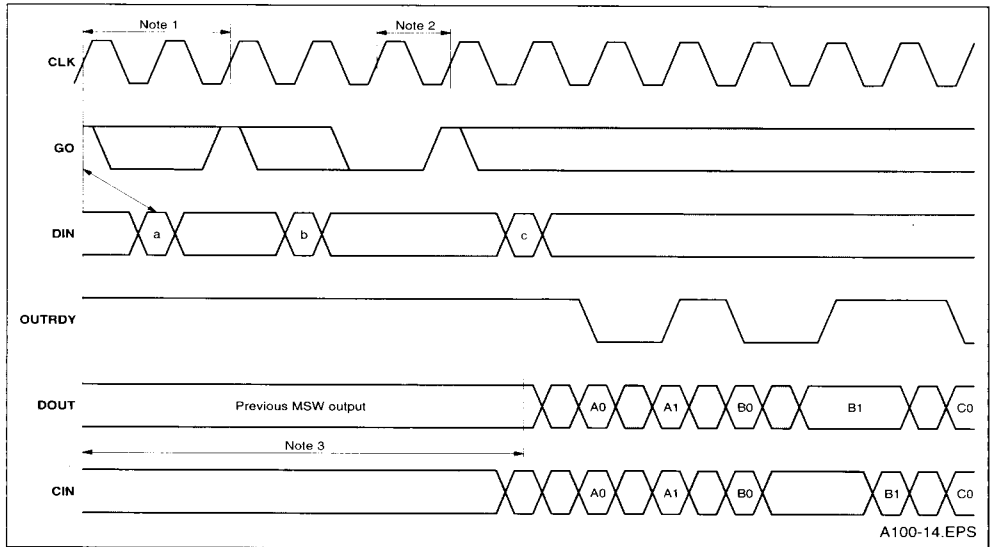 Note 1
Note 2
CLK
GO
DIN
a
b
c
OUTRDY
DOUT
Previous MSW output
A0
A1
B0
B1
C0
Note 3
CIN
A0
A1
B0
B1
C0
A100-14.EPS